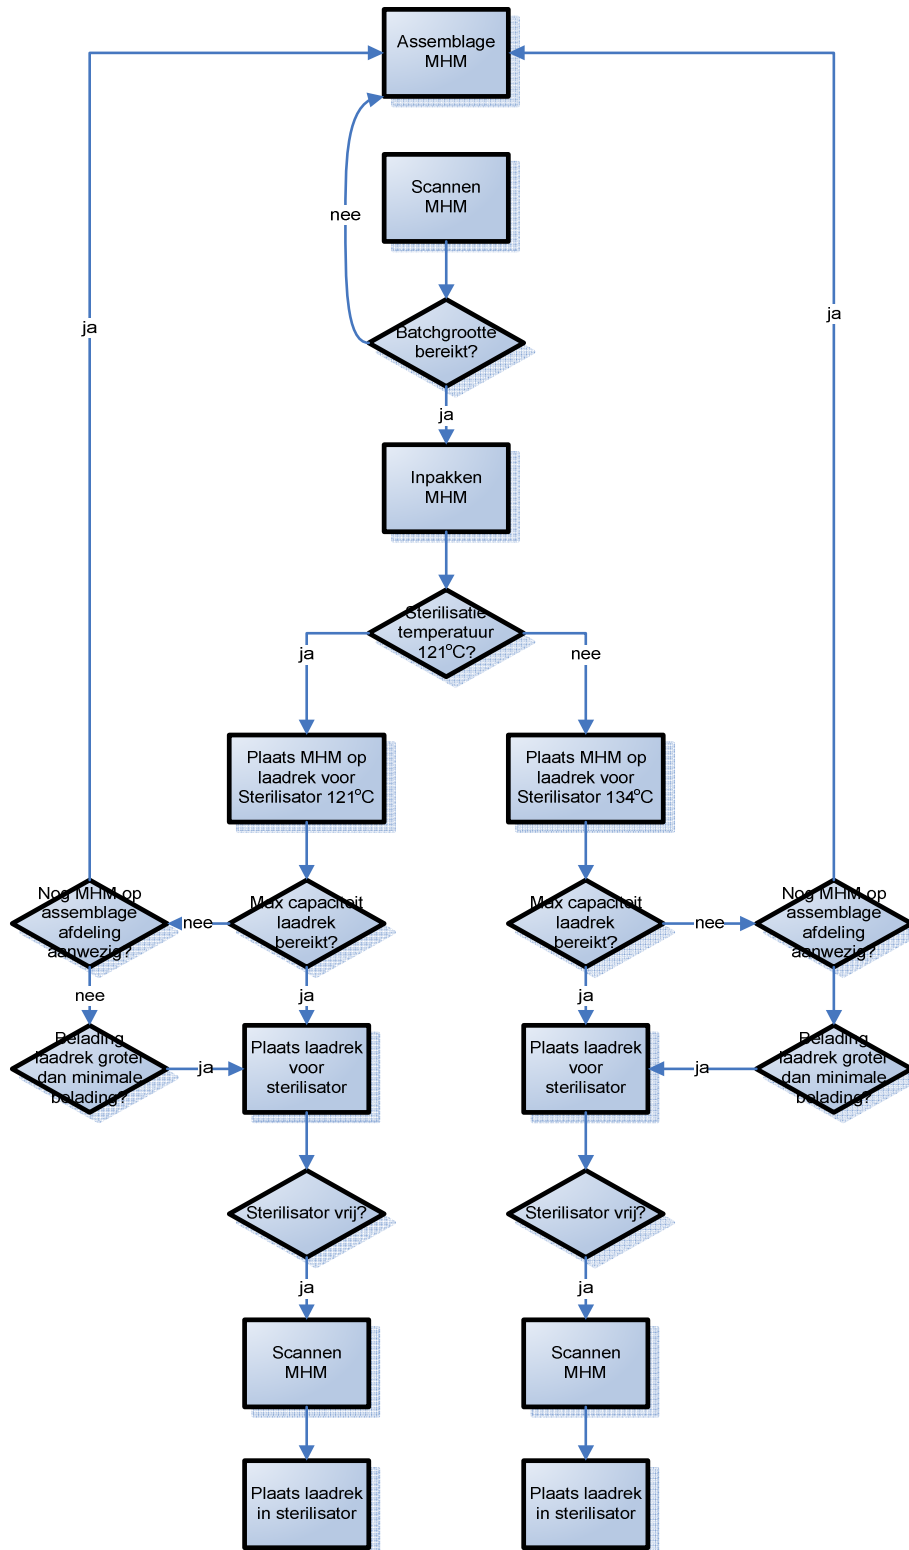 Assemblage
MHM
Scannen
MHM
nee
ja
ja
Batchgrootte
bereikt?
ja
Inpakken
MHM
Sterilisatie
temperatuur
121°C?
ja
nee
Plaats MHM op
laadrek voor
Sterilisator 121°C
Plaats MHM op
laadrek voor
Sterilisator 134°C
Nog MHM op
assemblage
afdeling
aanwezig?
nee
Max capaciteit
laadrek
bereikt?
Max capaciteit
laadrek
bereikt?
nee
Nog MHM op
assemblage
afdeling
aanwezig?
nee
ja
ja
Belading
laadrek groter
dan minimale
belading?
ja
Plaats laadrek
voor
sterilisator
Plaats laadrek
voor
sterilisator
ja
Belading
laadrek groter
dan minimale
belading?
Sterilisator vrij?
Sterilisator vrij?
ja
ja
Scannen
MHM
Scannen
MHM
Plaats laadrek
in sterilisator
Plaats laadrek
in sterilisator